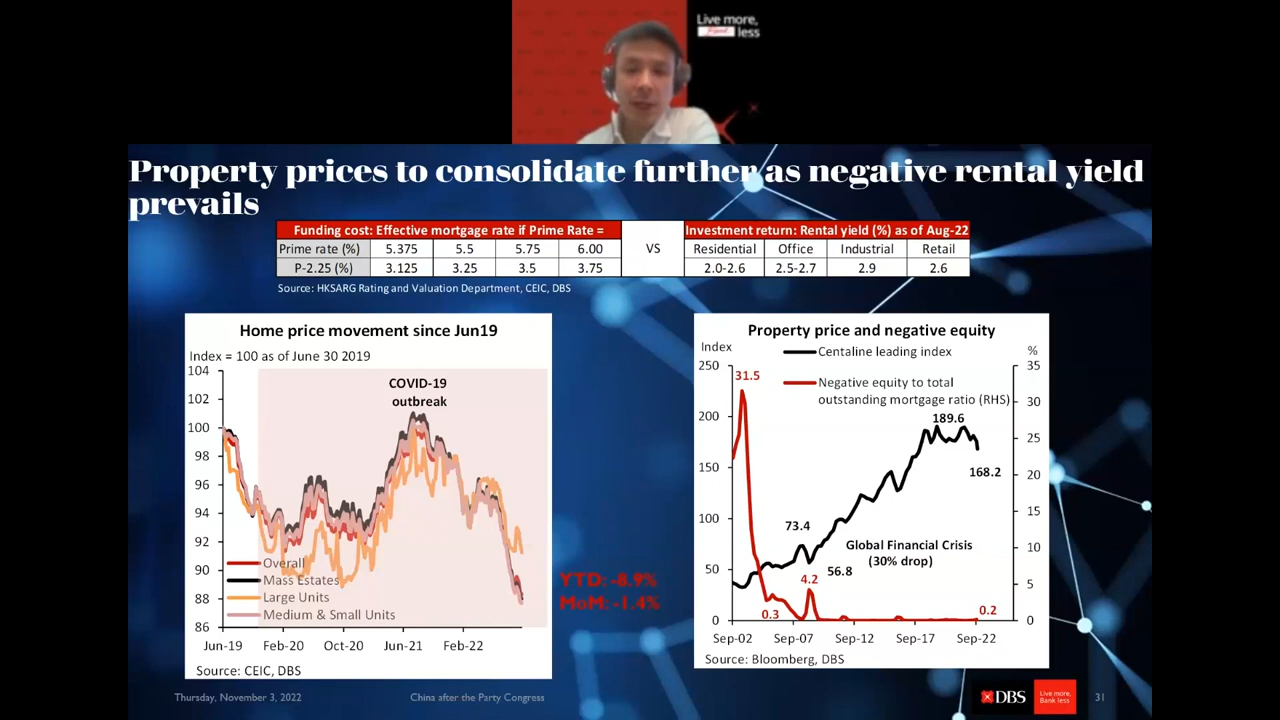 Live more,
less
Property prices to consolidate further as negative rental yield
prevails
Funding cost: Effective mortgage rate if Prime Rate =
Prime rate (%) 5.375 5.5 5.75 6.00
P-2.25 (%) 3.125 3.25 3.5 3.75
VS
Investment return: Rental yield (%) as of Aug-22
Residential Office Industrial Retail
2.0-2.6 2.5-2.7 2.9 2.6
Source: HKSARG Rating and Valuation Department, CEIC, DBS
Home price movement since Jun19
Index = 100 as of June 30 2019
104
102
100
98
96
94
92
90
88
86
COVID-19
outbreak
Overall
Mass Estates
Large Units
Medium & Small Units
Jun-19 Feb-20 Oct-20 Jun-21 Feb-22
Source: CEIC, DBS
YTD: -8.9%
MoM: -1.4%
Property price and negative equity
Index
%
250
200
150
100
50
0
35
30
25
20
15
10
5
0
Centaline leading index
Negative equity to total
outstanding mortgage ratio (RHS)
31.5
189.6
168.2
73.4
56.8
Global Financial Crisis
(30% drop)
4.2
0.3
0.2
Sep-02 Sep-07 Sep-12 Sep-17 Sep-22
Source: Bloomberg, DBS
Thursday, November 3, 2022
China after the Party Congress
DBS
Live more,
Bank less
31